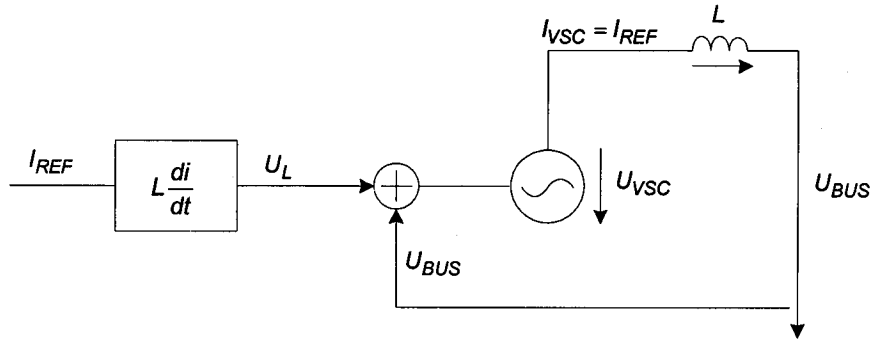 I_VSC = I_REF
L
I_REF
L di/dt
U_L
U_VSC
U_BUS
U_BUS